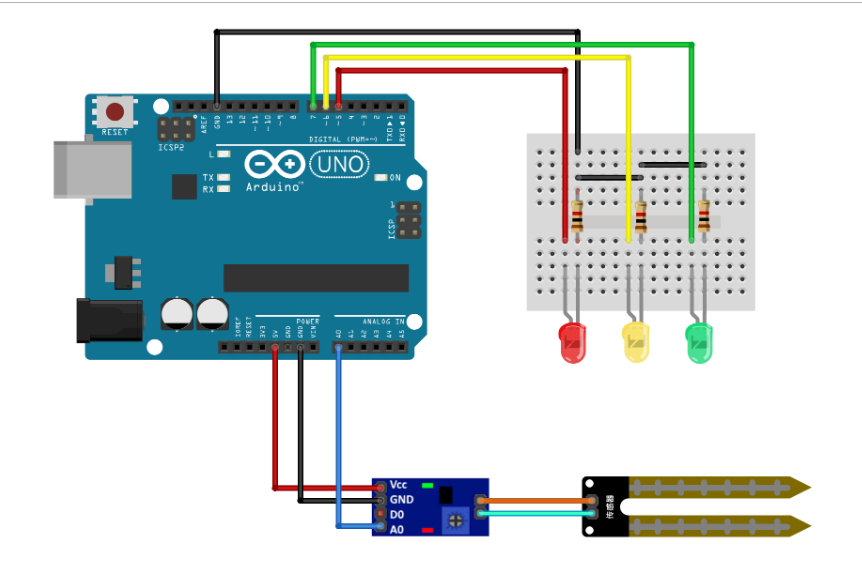 RESET
ICSP2
AREF
GND
13
12
~11
~10
~9
8
7
~6
~5
4
~3
2
TXD▶1
RXD◀0
DIGITAL (PWM=~)
L
TX
RX
UNO
Arduino™
ON
1
ICSP
POWER
ANALOG IN
IOREF
RESET
3V3
5V
GND
GND
VIN
A0
A1
A2
A3
A4
A5
Vcc
GND
D0
A0
传感器